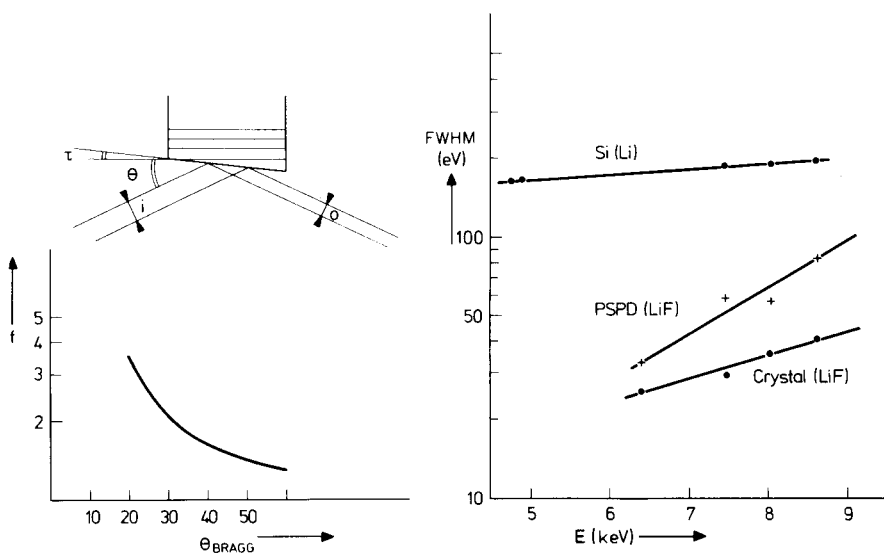 τ
θ
i
o
f
5
4
3
2
10 20 30 40 50
θBRAGG
FWHM
(eV)
Si (Li)
100
50
10
PSPD (LiF)
Crystal (LiF)
5 6 7 8 9
E (keV)